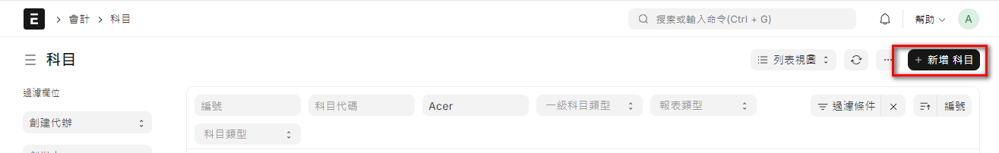 E 會計 科目 搜索或輸入命令(Ctrl + G) 幫助 A
科目 列表視圖 ... + 新增 科目
過濾欄位
編號 科目代碼 Acer 一級科目類型 報表類型 過濾條件 × 編號
創建代辦
科目類型